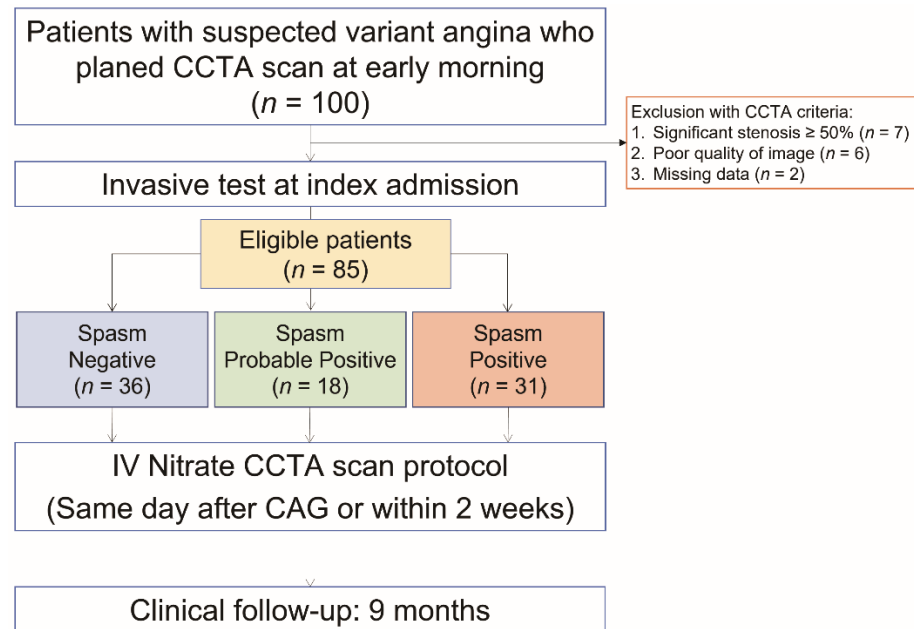 Patients with suspected variant angina who
planed CCTA scan at early morning
(n = 100)
Exclusion with CCTA criteria:
1. Significant stenosis ≥ 50% (n = 7)
2. Poor quality of image (n = 6)
3. Missing data (n = 2)
Invasive test at index admission
Eligible patients
(n = 85)
Spasm
Negative
(n = 36)
Spasm
Probable Positive
(n = 18)
Spasm
Positive
(n = 31)
IV Nitrate CCTA scan protocol
(Same day after CAG or within 2 weeks)
Clinical follow-up: 9 months